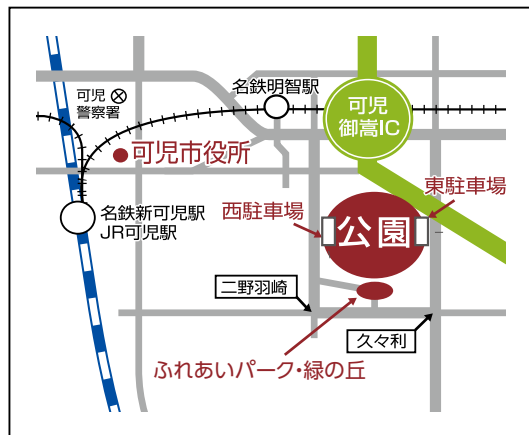 可児
警察署
名鉄明智駅
可児
御嵩IC
可児市役所
東駐車場
西駐車場
公園
名鉄新可児駅
JR可児駅
二野羽崎
久々利
ふれあいパーク・緑の丘